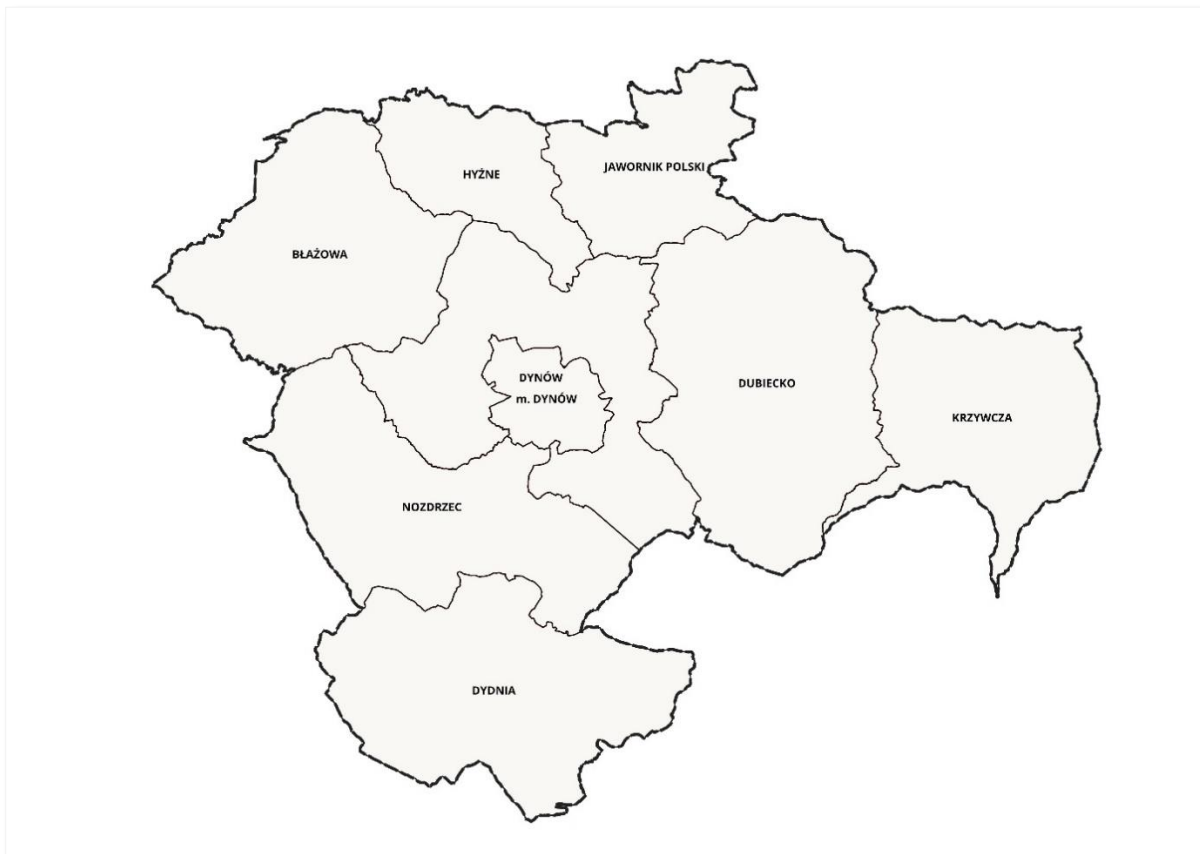 JAWORNIK POLSKI
HYŻNE
BŁAŻOWA
DYNÓW
m. DYNÓW
DUBIECKO
KRZYWCZA
NOZDRZEC
DYDNIA